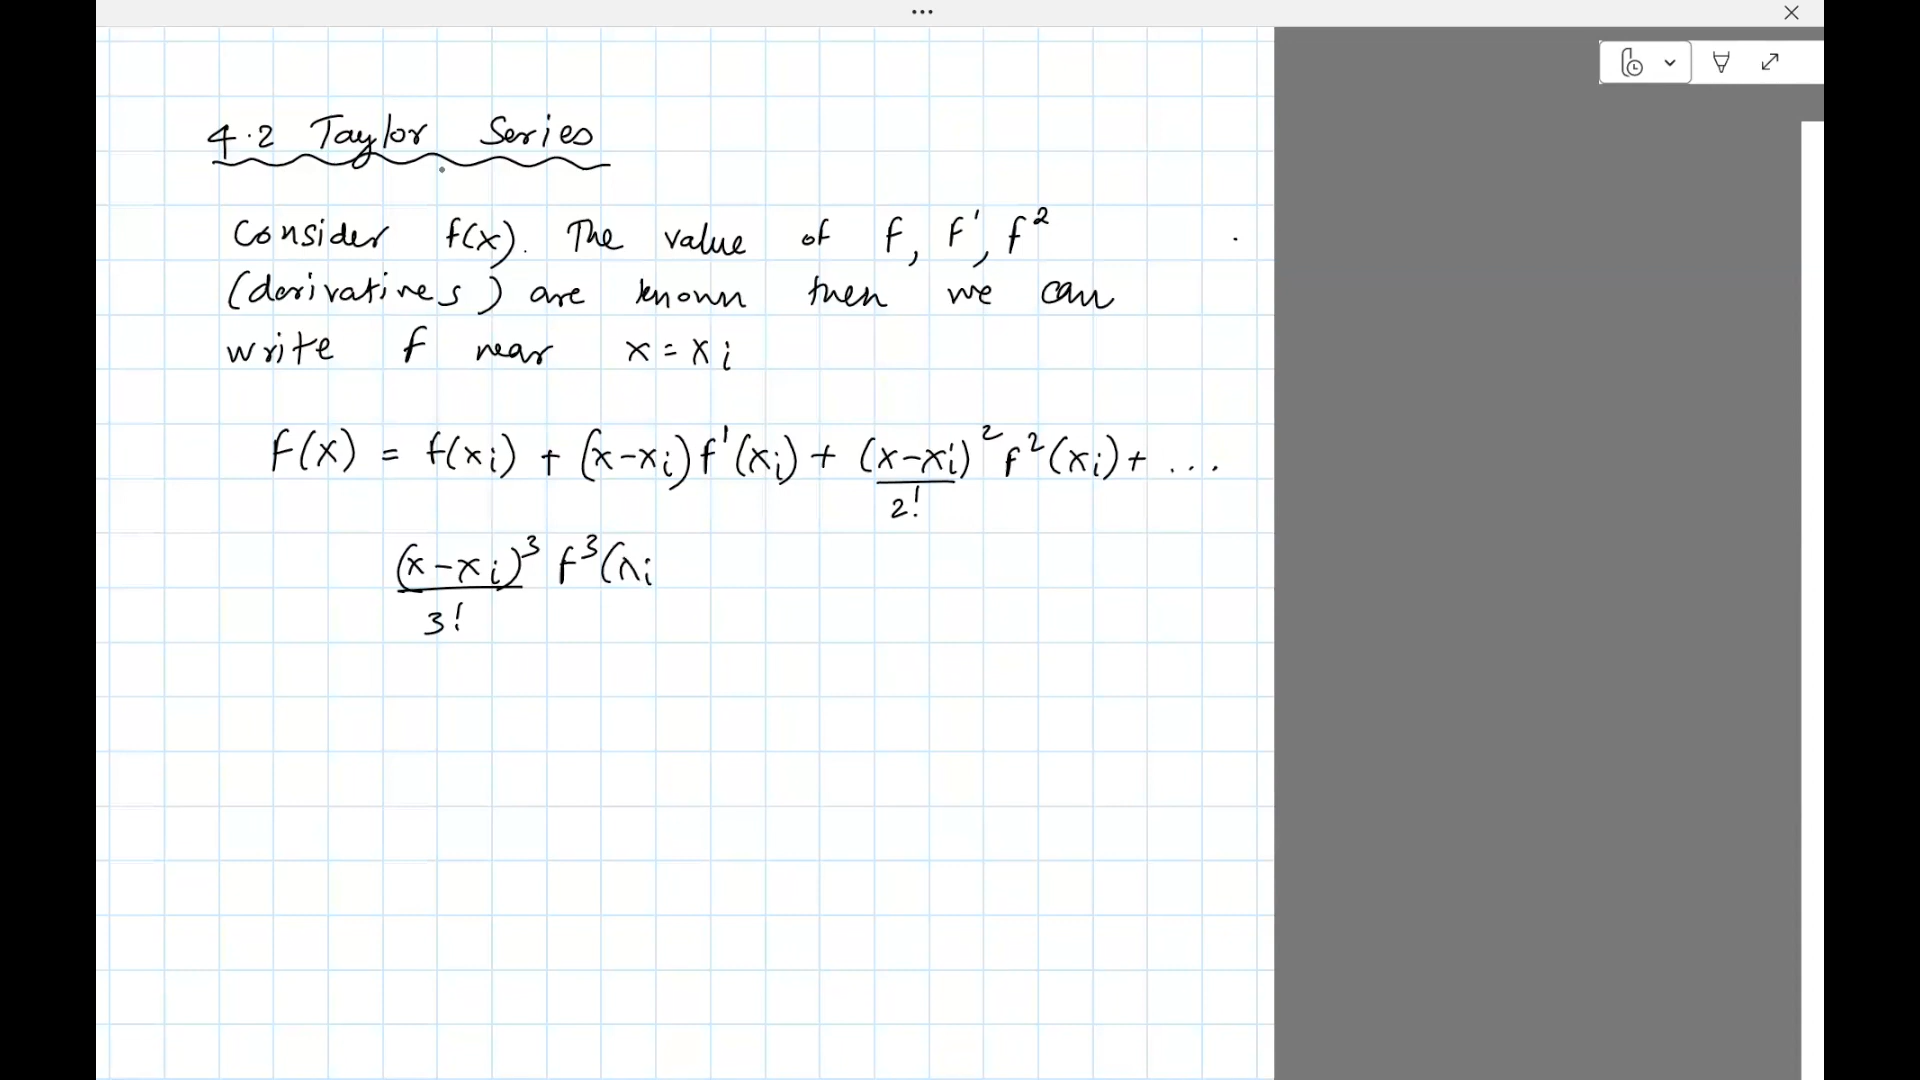 4.2 Taylor Series
Consider f(x). The value of f, f', f²
(derivatives) are known then we can
write f near x = xi
f(x) = f(xi) + (x-xi) f'(xi) + (x-xi)² f²(xi) + ...
2!
(x-xi)³ f³(xi
3!